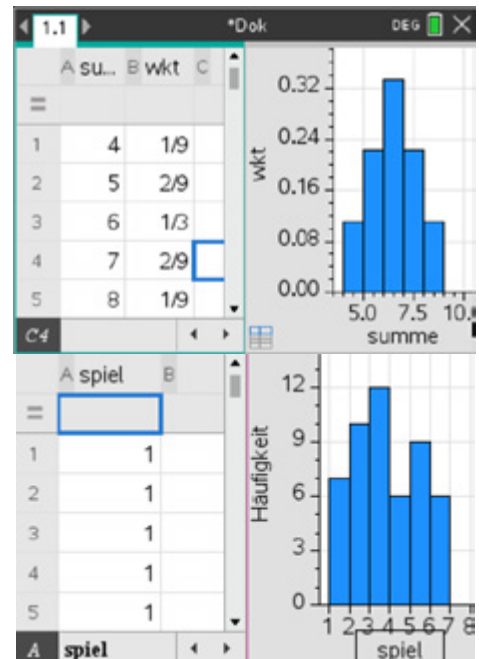 1.1 *Dok DEG
A su... B wkt C
=
1 4 1/9
2 5 2/9
3 6 1/3
4 7 2/9
5 8 1/9
C4
wkt
0.32
0.24
0.16
0.08
0.00
5.0 7.5 10.
summe
A spiel B
=
1 1
2 1
3 1
4 1
5 1
A spiel
Häufigkeit
12
9
6
3
0
1 2 3 4 5 6 7 8
spiel